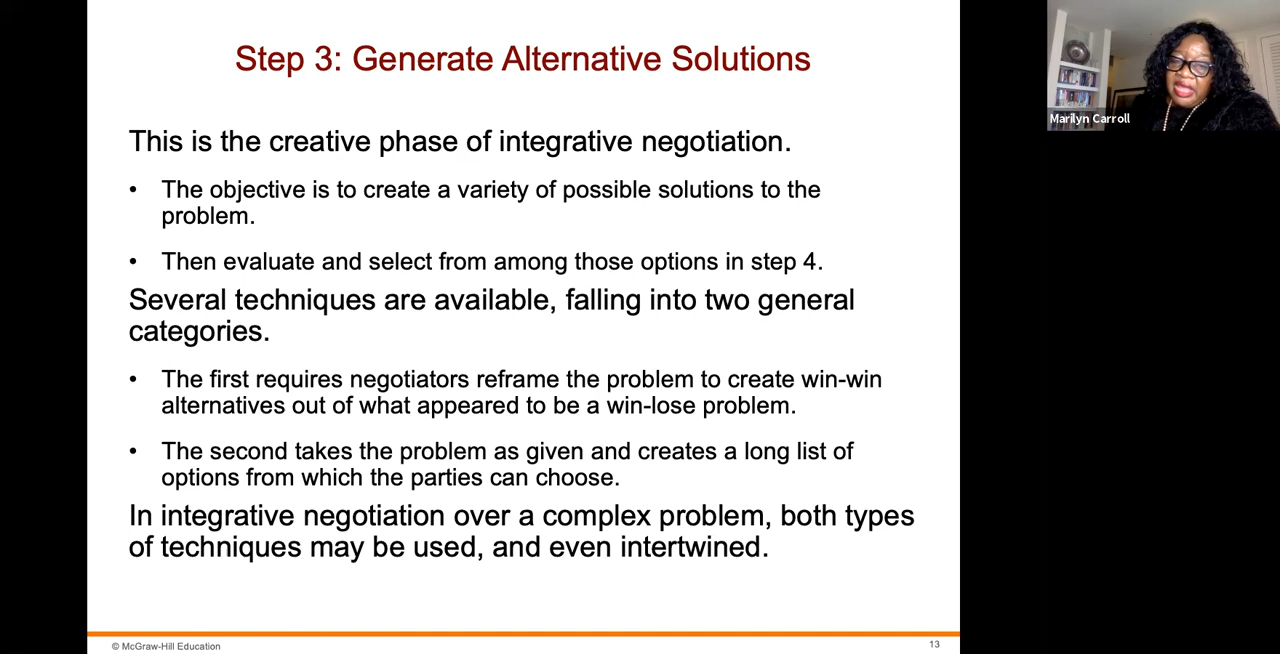 Step 3: Generate Alternative Solutions
This is the creative phase of integrative negotiation.
• The objective is to create a variety of possible solutions to the
problem.
• Then evaluate and select from among those options in step 4.
Several techniques are available, falling into two general
categories.
• The first requires negotiators reframe the problem to create win-win
alternatives out of what appeared to be a win-lose problem.
• The second takes the problem as given and creates a long list of
options from which the parties can choose.
In integrative negotiation over a complex problem, both types
of techniques may be used, and even intertwined.
© McGraw-Hill Education
13
Marilyn Carroll